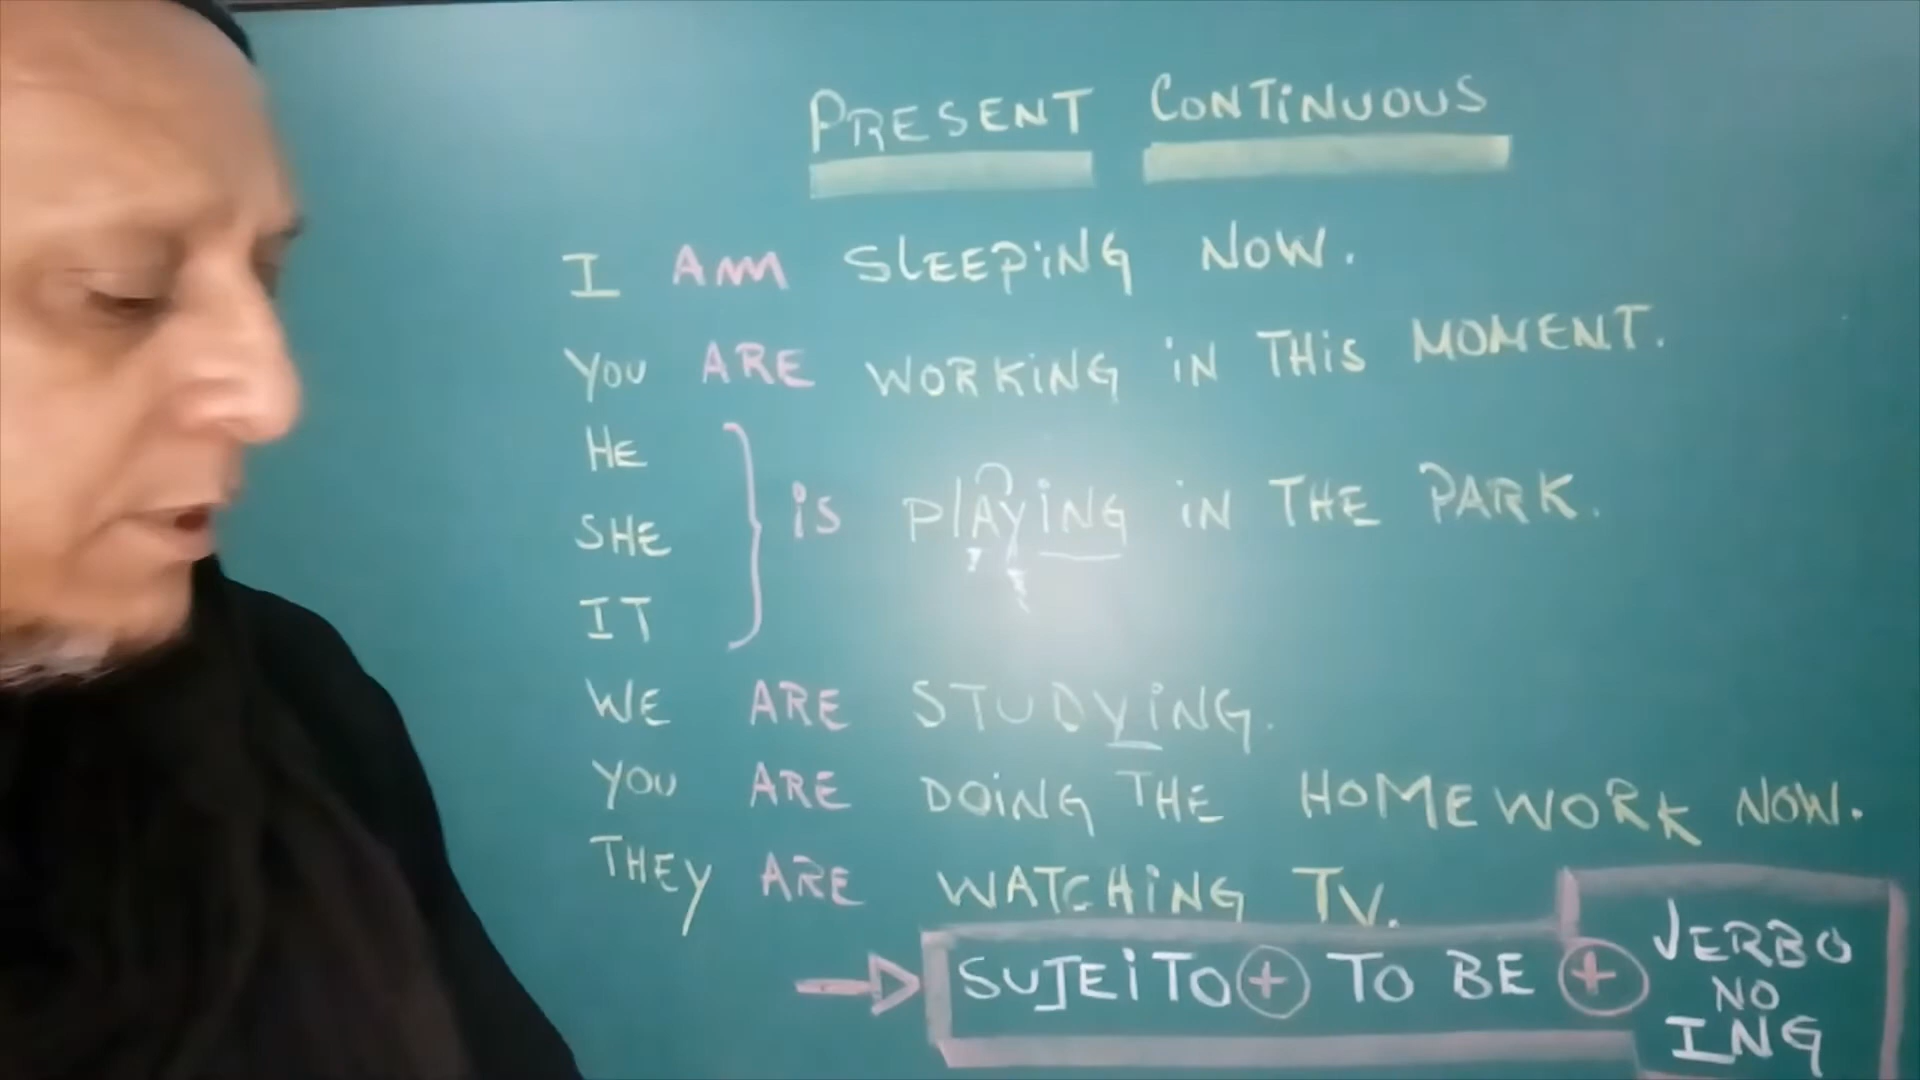 PRESENT CONTINUOUS
I AM SLEEPING NOW.
YOU ARE WORKING IN THIS MOMENT.
HE
SHE
IS PLAYING IN THE PARK.
IT
WE ARE STUDYING.
YOU ARE DOING THE HOMEWORK NOW.
THEY ARE WATCHING TV.
SUJEITO + TO BE + VERBO
NO
ING